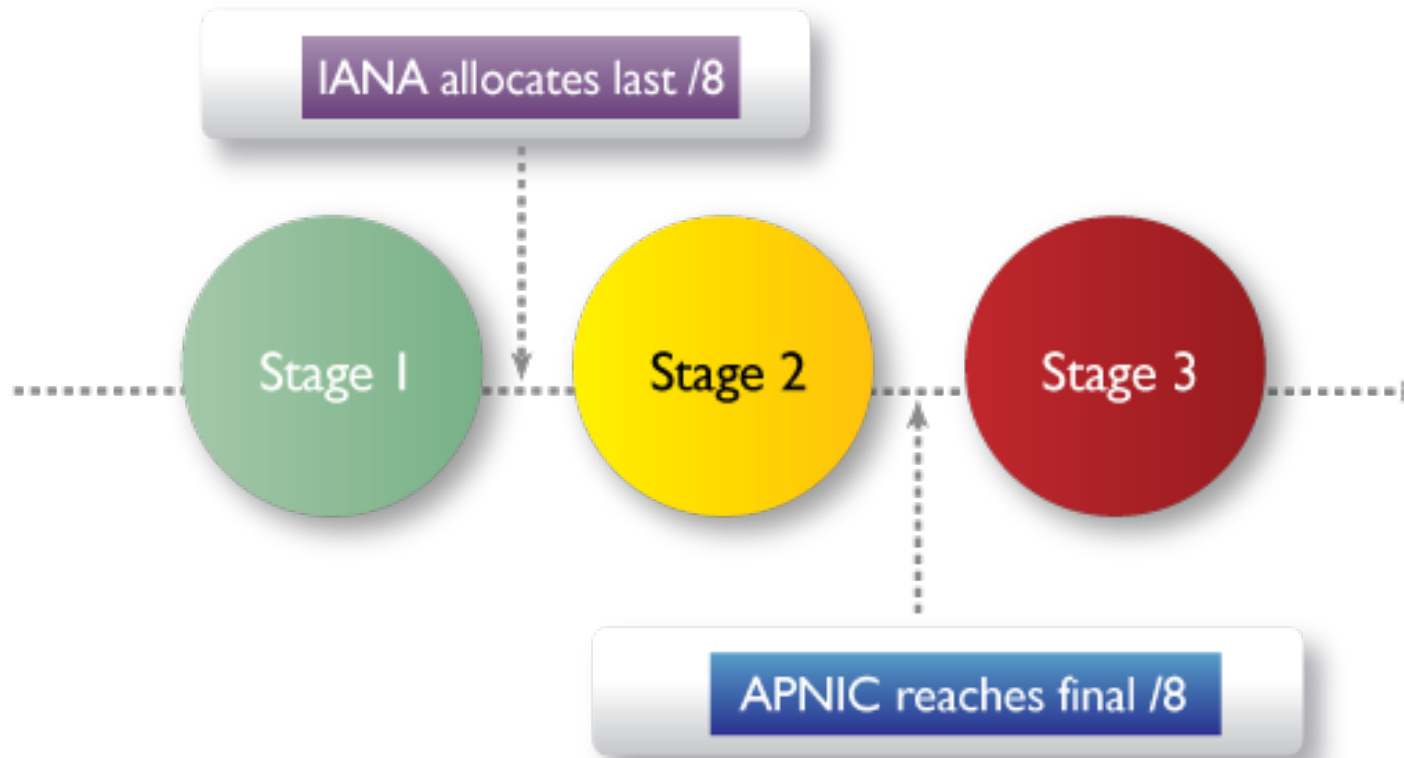 IANA allocates last /8
Stage 1
Stage 2
Stage 3
APNIC reaches final /8